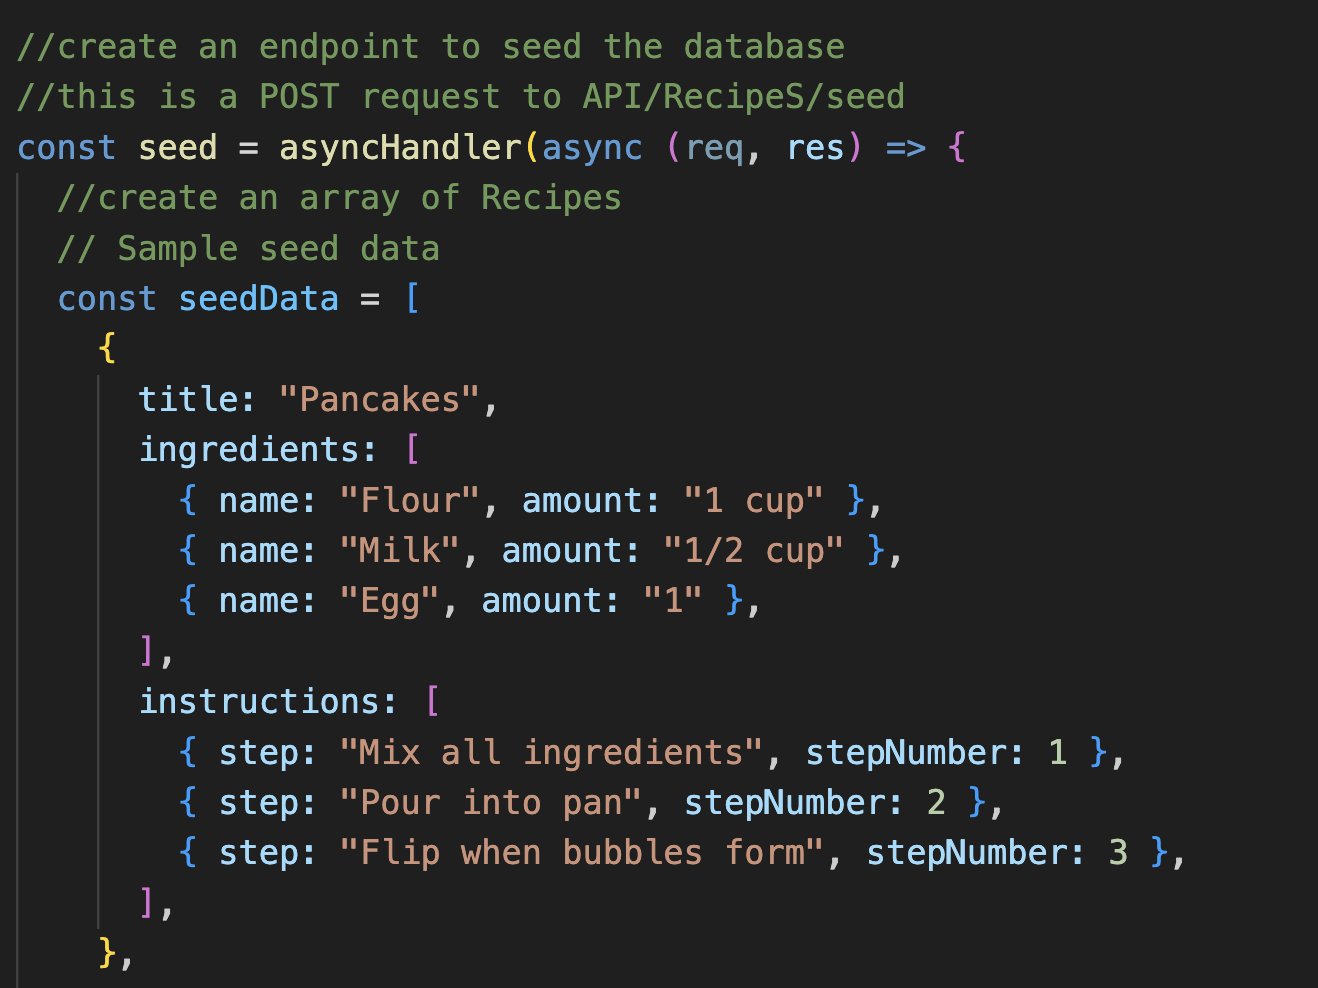 //create an endpoint to seed the database
//this is a POST request to API/RecipeS/seed
const seed = asyncHandler(async (req, res) => {
  //create an array of Recipes
  // Sample seed data
  const seedData = [
    {
      title: "Pancakes",
      ingredients: [
        { name: "Flour", amount: "1 cup" },
        { name: "Milk", amount: "1/2 cup" },
        { name: "Egg", amount: "1" },
      ],
      instructions: [
        { step: "Mix all ingredients", stepNumber: 1 },
        { step: "Pour into pan", stepNumber: 2 },
        { step: "Flip when bubbles form", stepNumber: 3 },
      ],
    },